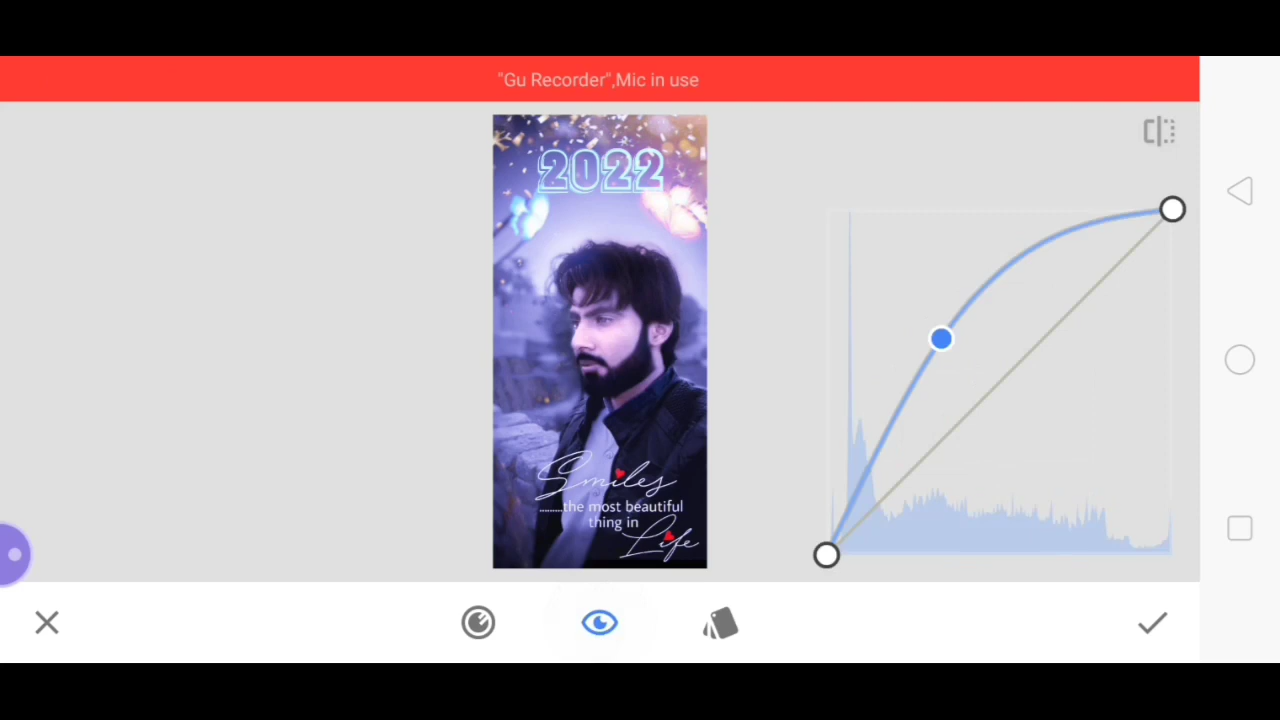 "Gu Recorder",Mic in use
2022
Smiles
.........the most beautiful
thing in
Life